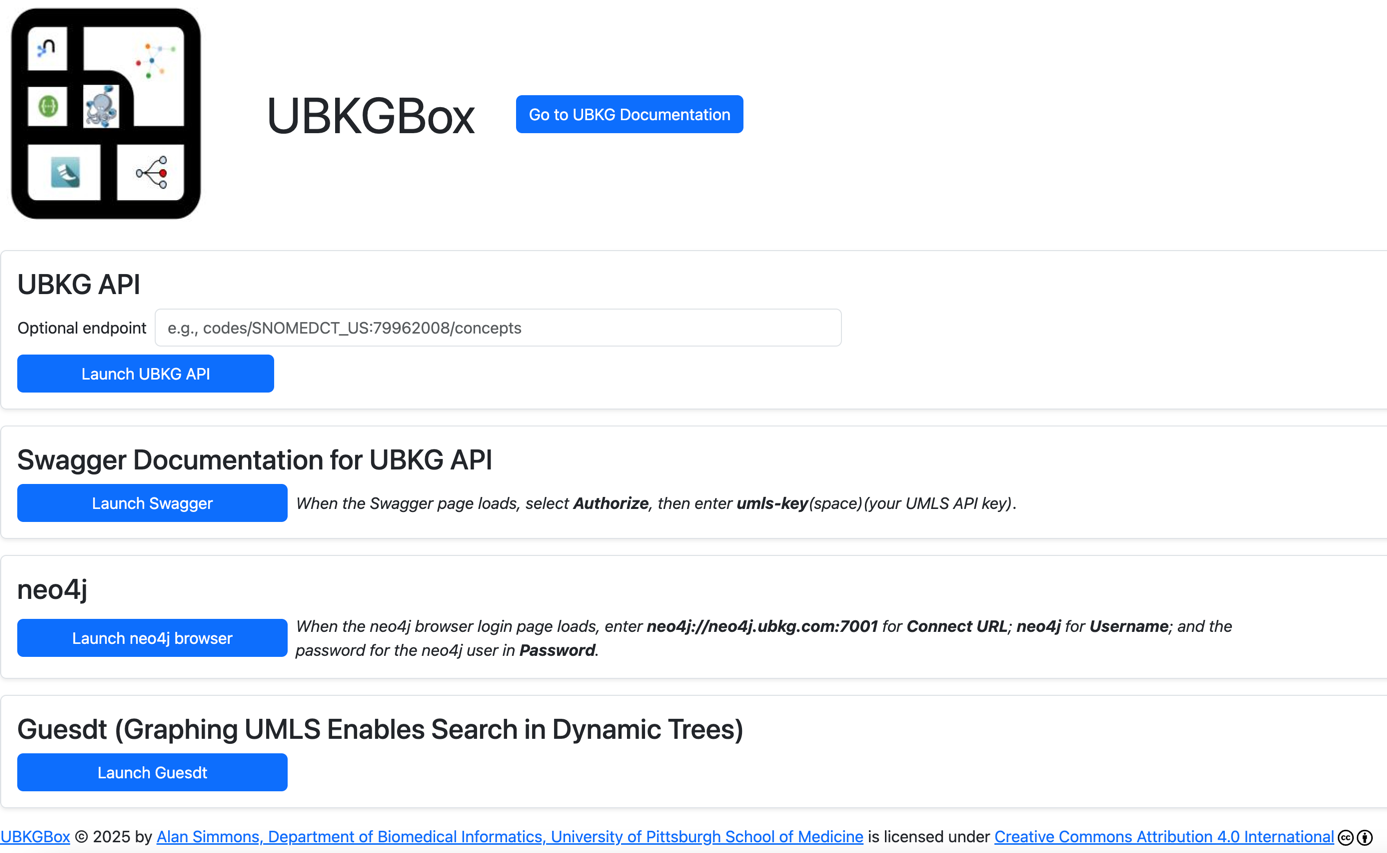 UBKGBox
Go to UBKG Documentation
UBKG API
Optional endpoint
e.g., codes/SNOMEDCT_US:79962008/concepts
Launch UBKG API
Swagger Documentation for UBKG API
Launch Swagger
When the Swagger page loads, select Authorize, then enter umls-key(space)(your UMLS API key).
neo4j
Launch neo4j browser
When the neo4j browser login page loads, enter neo4j://neo4j.ubkg.com:7001 for Connect URL; neo4j for Username; and the
password for the neo4j user in Password.
Guesdt (Graphing UMLS Enables Search in Dynamic Trees)
Launch Guesdt
UBKGBox © 2025 by Alan Simmons, Department of Biomedical Informatics, University of Pittsburgh School of Medicine is licensed under Creative Commons Attribution 4.0 International